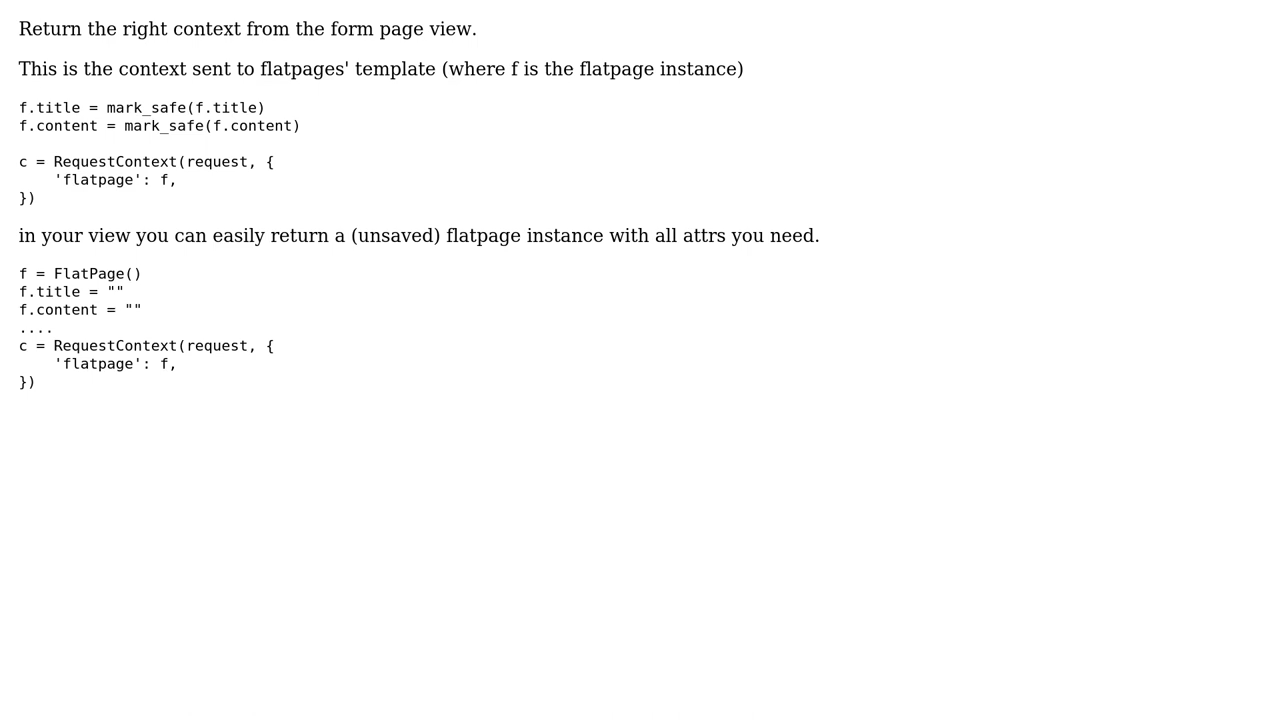 Return the right context from the form page view.
This is the context sent to flatpages' template (where f is the flatpage instance)
f.title = mark_safe(f.title)
f.content = mark_safe(f.content)
c = RequestContext(request, {
    'flatpage': f,
})
in your view you can easily return a (unsaved) flatpage instance with all attrs you need.
f = FlatPage()
f.title = ""
f.content = ""
....
c = RequestContext(request, {
    'flatpage': f,
})